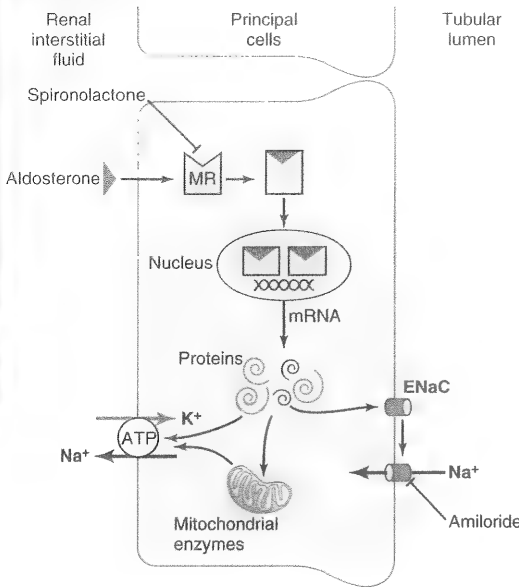 Renal
interstitial
fluid
Principal
cells
Tubular
lumen
Spironolactone
Aldosterone
MR
Nucleus
mRNA
Proteins
ENaC
K⁺
ATP
Na⁺
Na⁺
Mitochondrial
enzymes
Amiloride